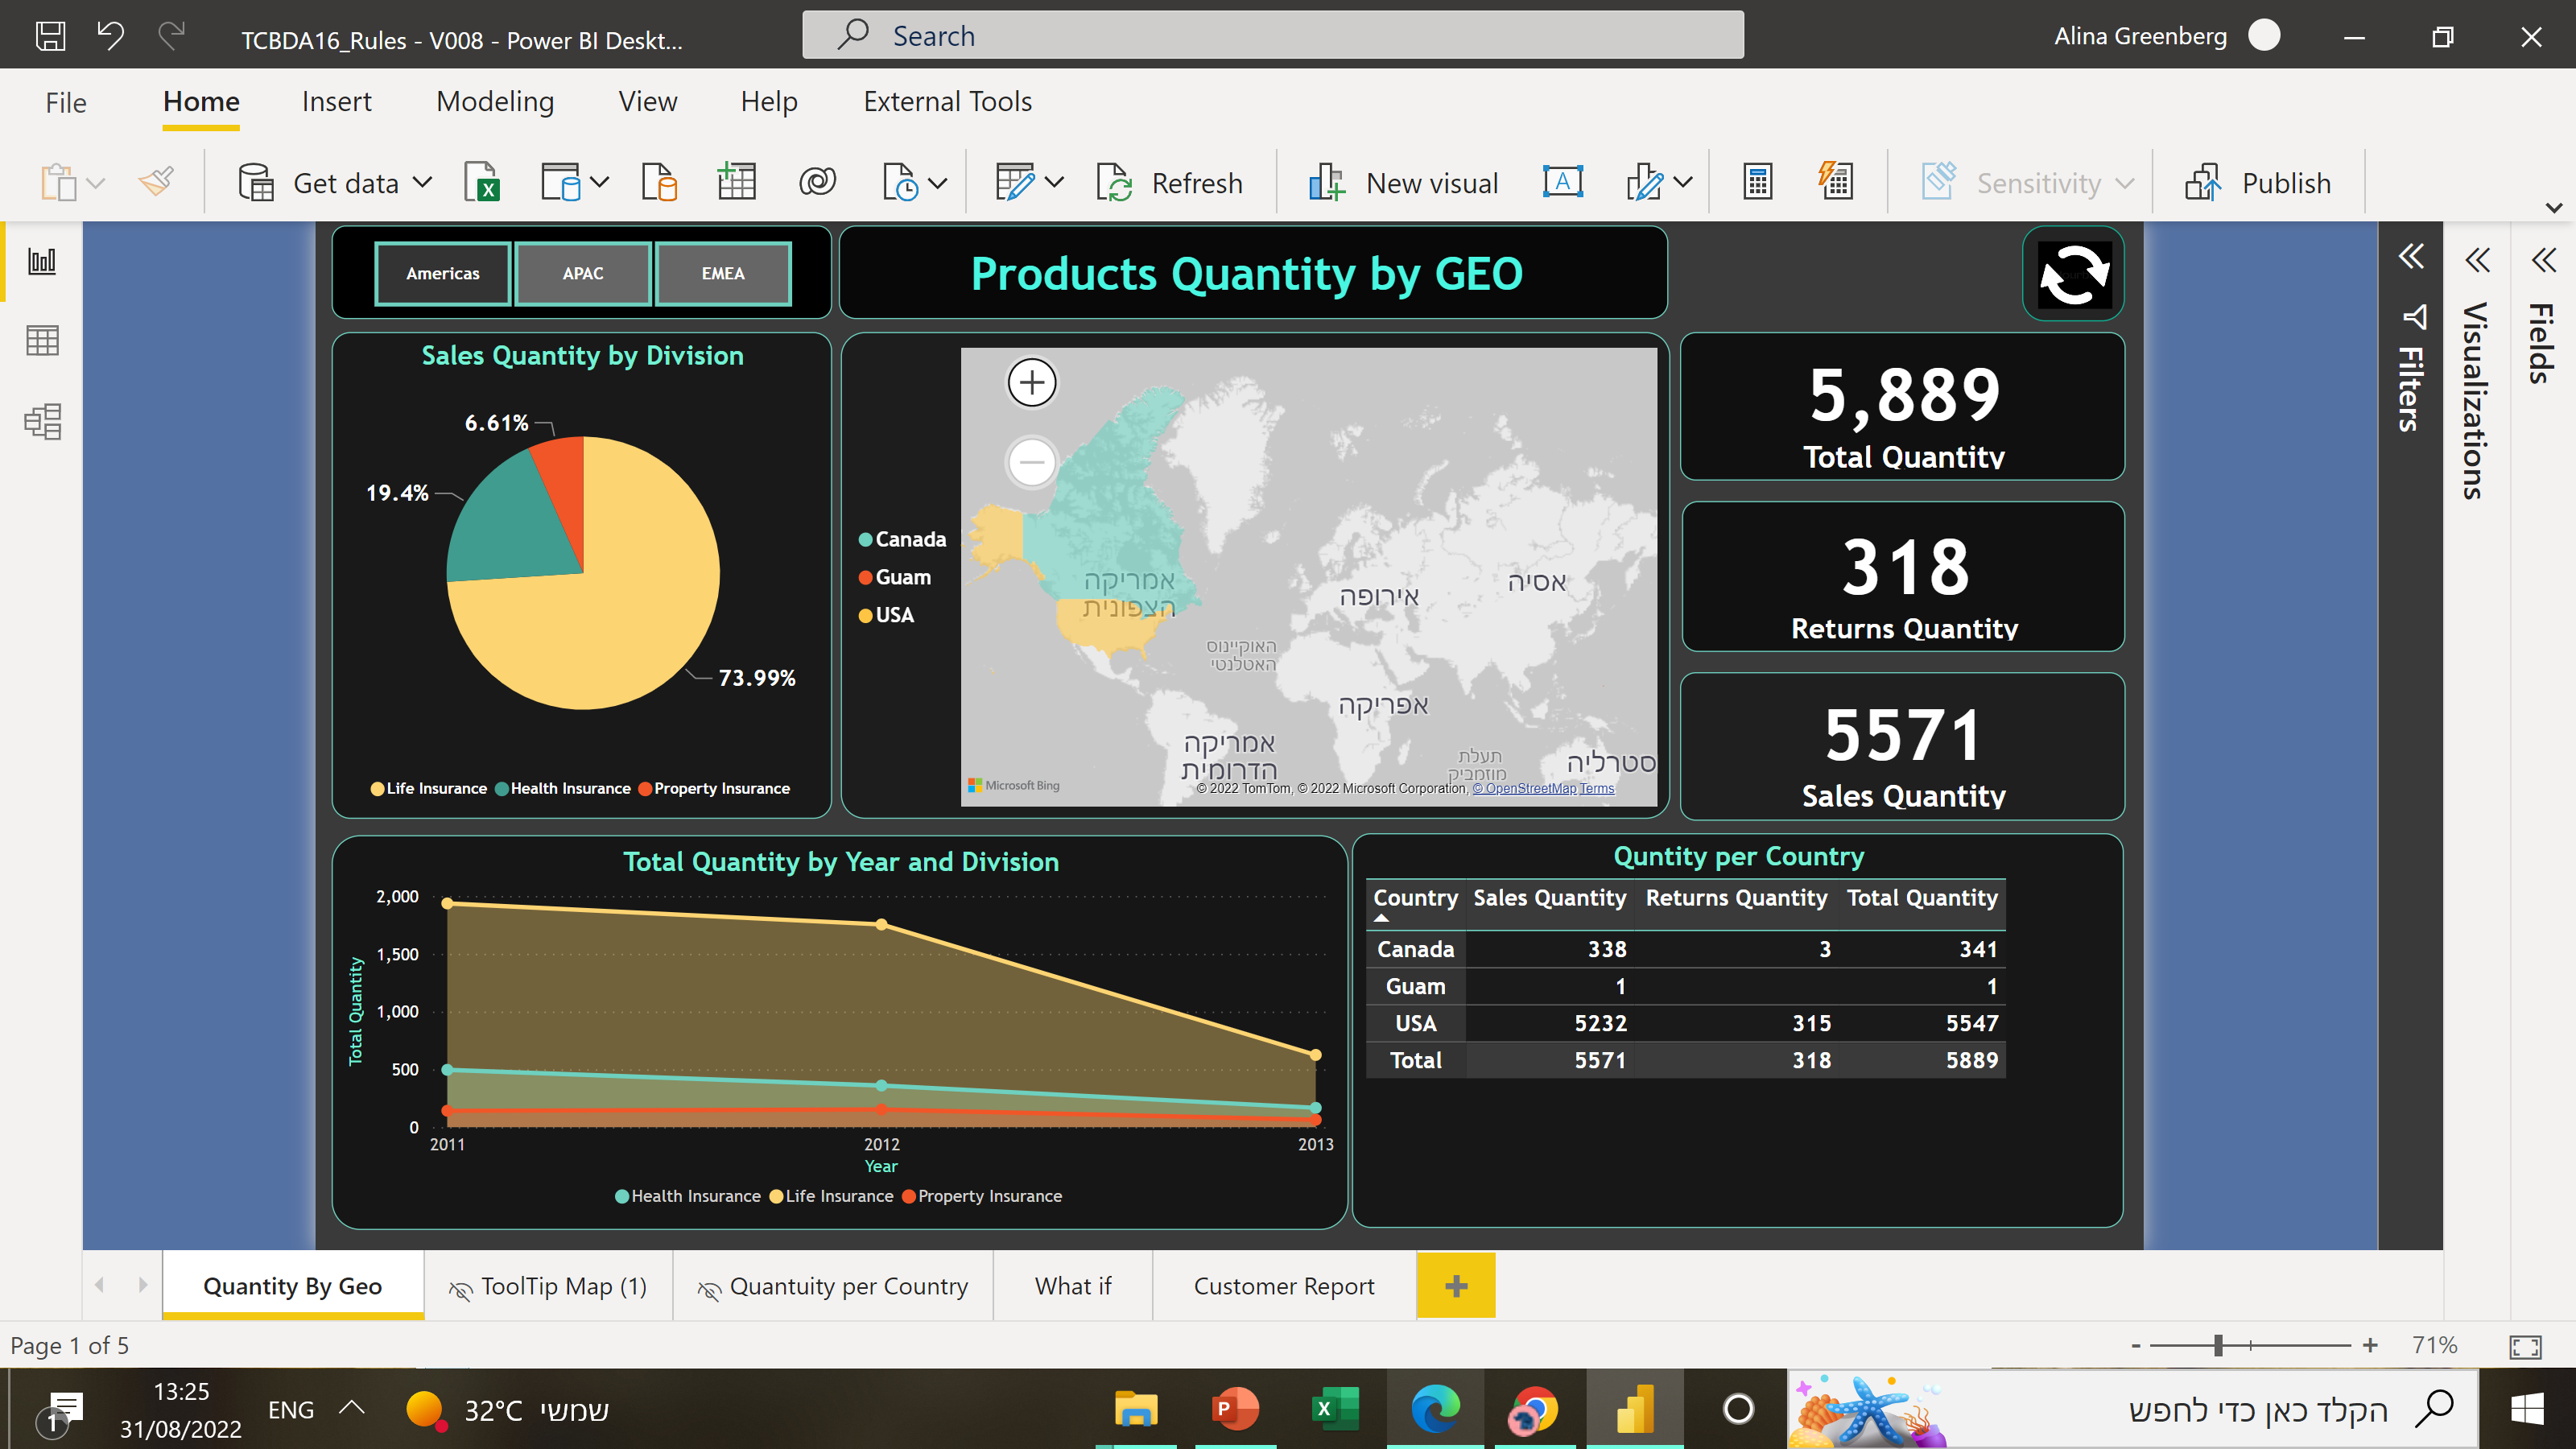 TCBDA16_Rules - V008 - Power BI Deskt...
Search
Alina Greenberg
File
Home
Insert
Modeling
View
Help
External Tools
Get data
Refresh
New visual
Sensitivity
Publish
Americas
APAC
EMEA
Products Quantity by GEO
Sales Quantity by Division
6.61%
19.4%
73.99%
Life Insurance
Health Insurance
Property Insurance
Canada
Guam
USA
אמריקה
הצפונית
אירופה
אסיה
האוקיינוס
האטלנטי
אפריקה
אמריקה
הדרומית
תעלת
מוזמביק
סטרליה
Microsoft Bing
© 2022 TomTom, © 2022 Microsoft Corporation, © OpenStreetMap Terms
5,889
Total Quantity
318
Returns Quantity
5571
Sales Quantity
Filters
Visualizations
Fields
Total Quantity by Year and Division
Total Quantity
2,000
1,500
1,000
500
0
2011
2012
2013
Year
Health Insurance
Life Insurance
Property Insurance
Quntity per Country
Country Sales Quantity Returns Quantity Total Quantity
Canada 338 3 341
Guam 1 1
USA 5232 315 5547
Total 5571 318 5889
Quantity By Geo
ToolTip Map (1)
Quantuity per Country
What if
Customer Report
Page 1 of 5
71%
1
13:25
31/08/2022
ENG
32°C שמשי
הקלד כאן כדי לחפש